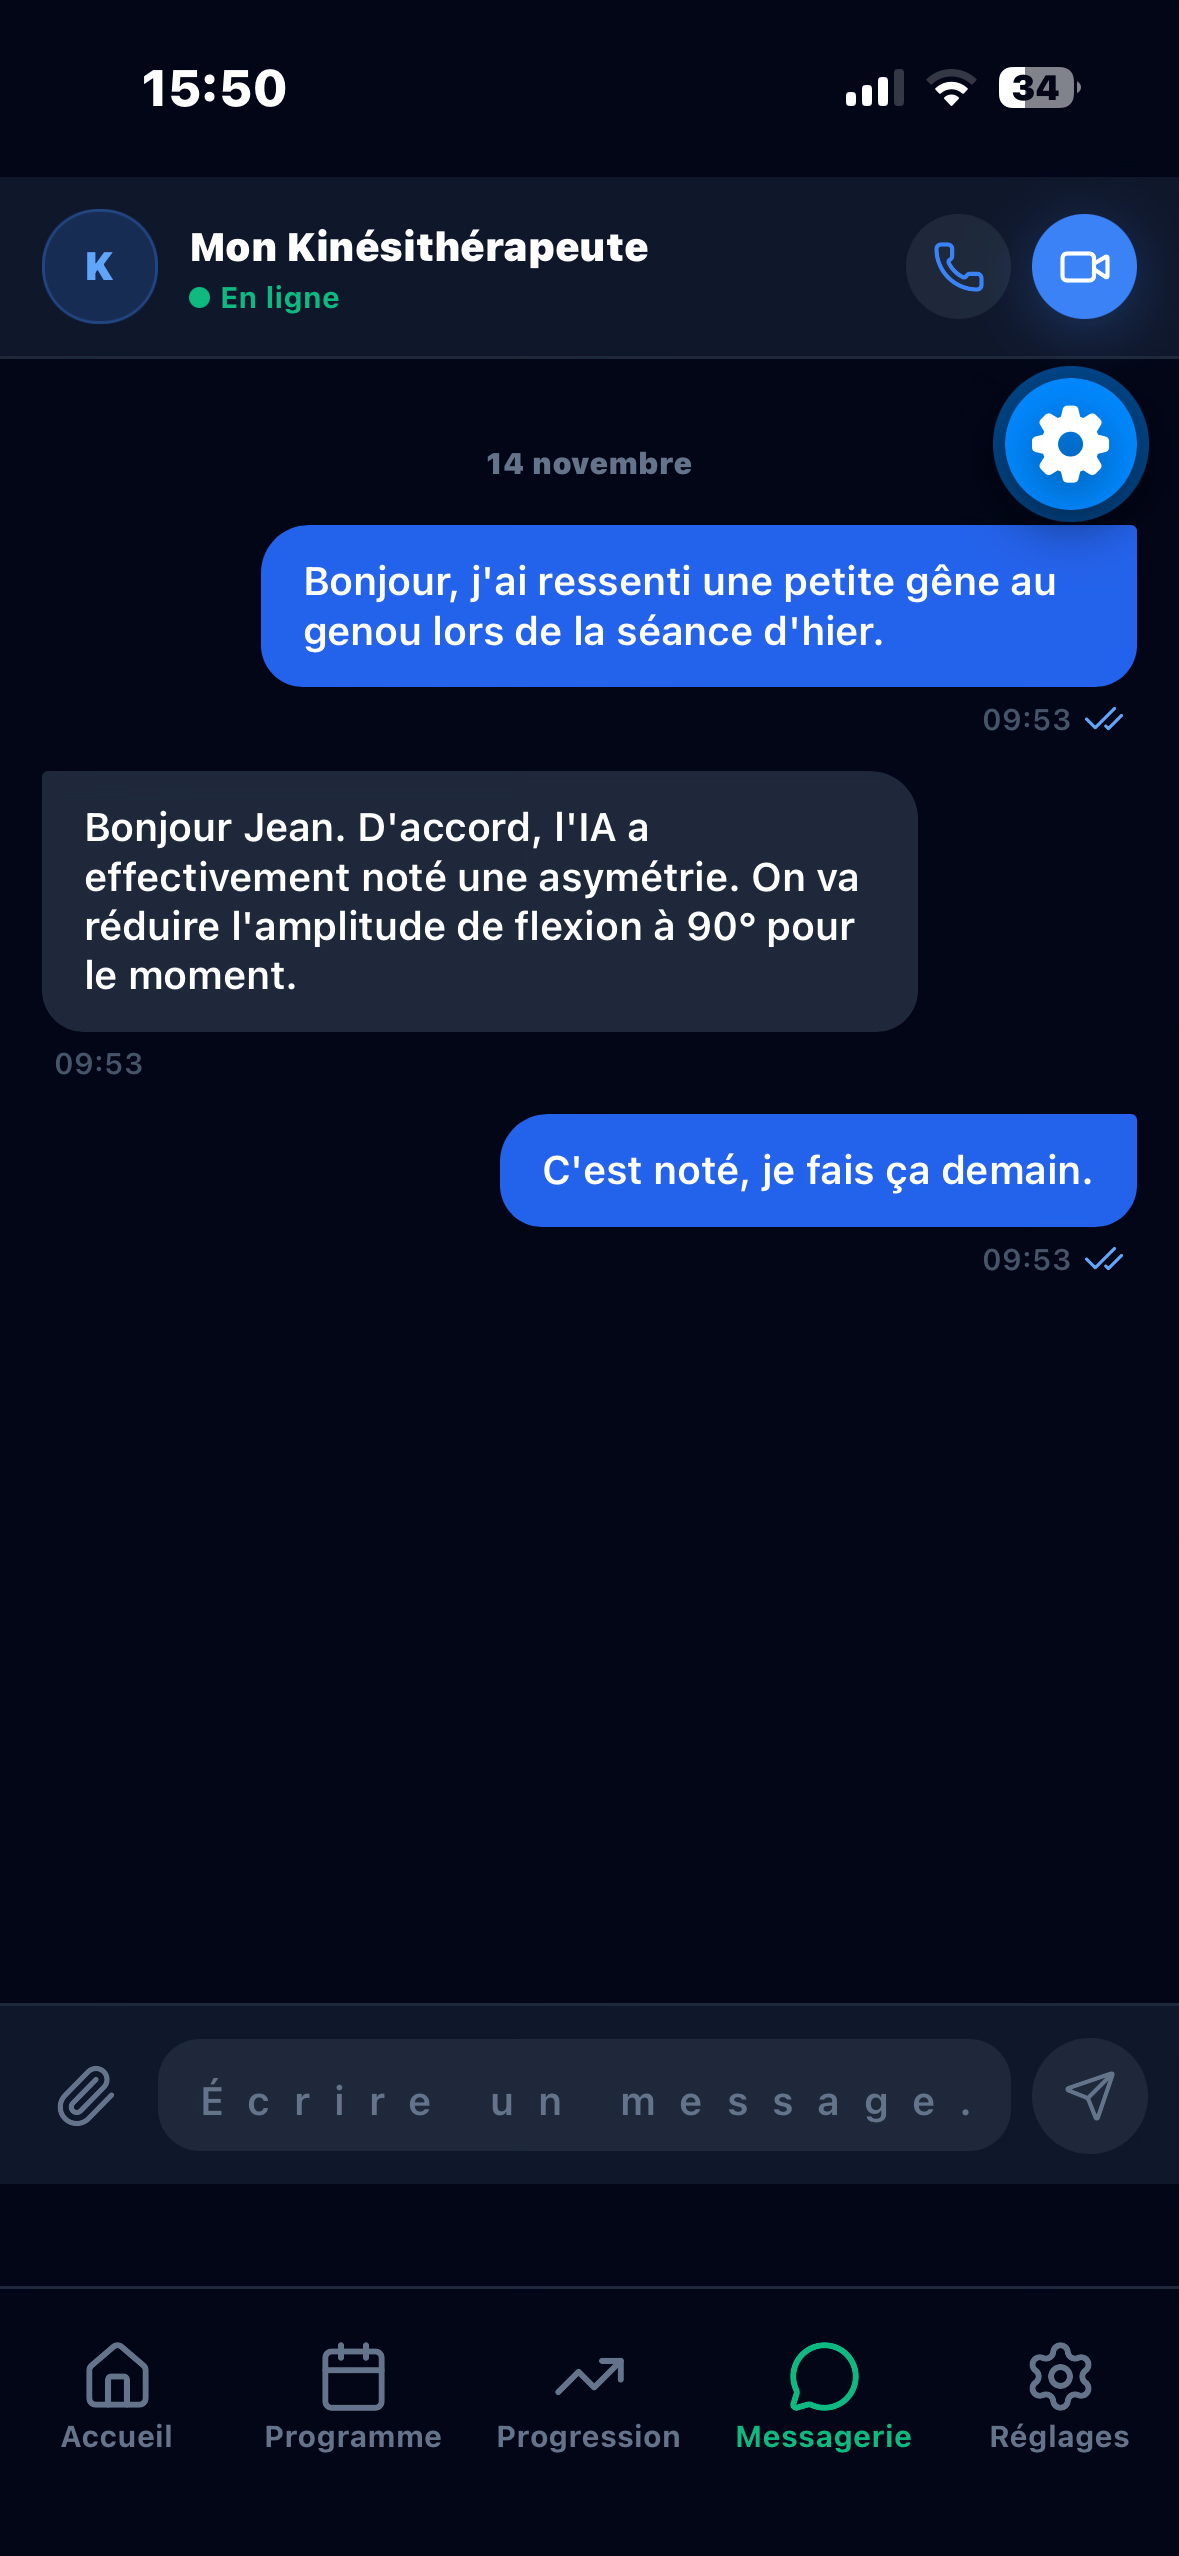 15:50
34
K
Mon Kinésithérapeute
En ligne
14 novembre
Bonjour, j'ai ressenti une petite gêne au
genou lors de la séance d'hier.
09:53
Bonjour Jean. D'accord, l'IA a
effectivement noté une asymétrie. On va
réduire l'amplitude de flexion à 90° pour
le moment.
09:53
C'est noté, je fais ça demain.
09:53
Écrire un message.
Accueil
Programme
Progression
Messagerie
Réglages